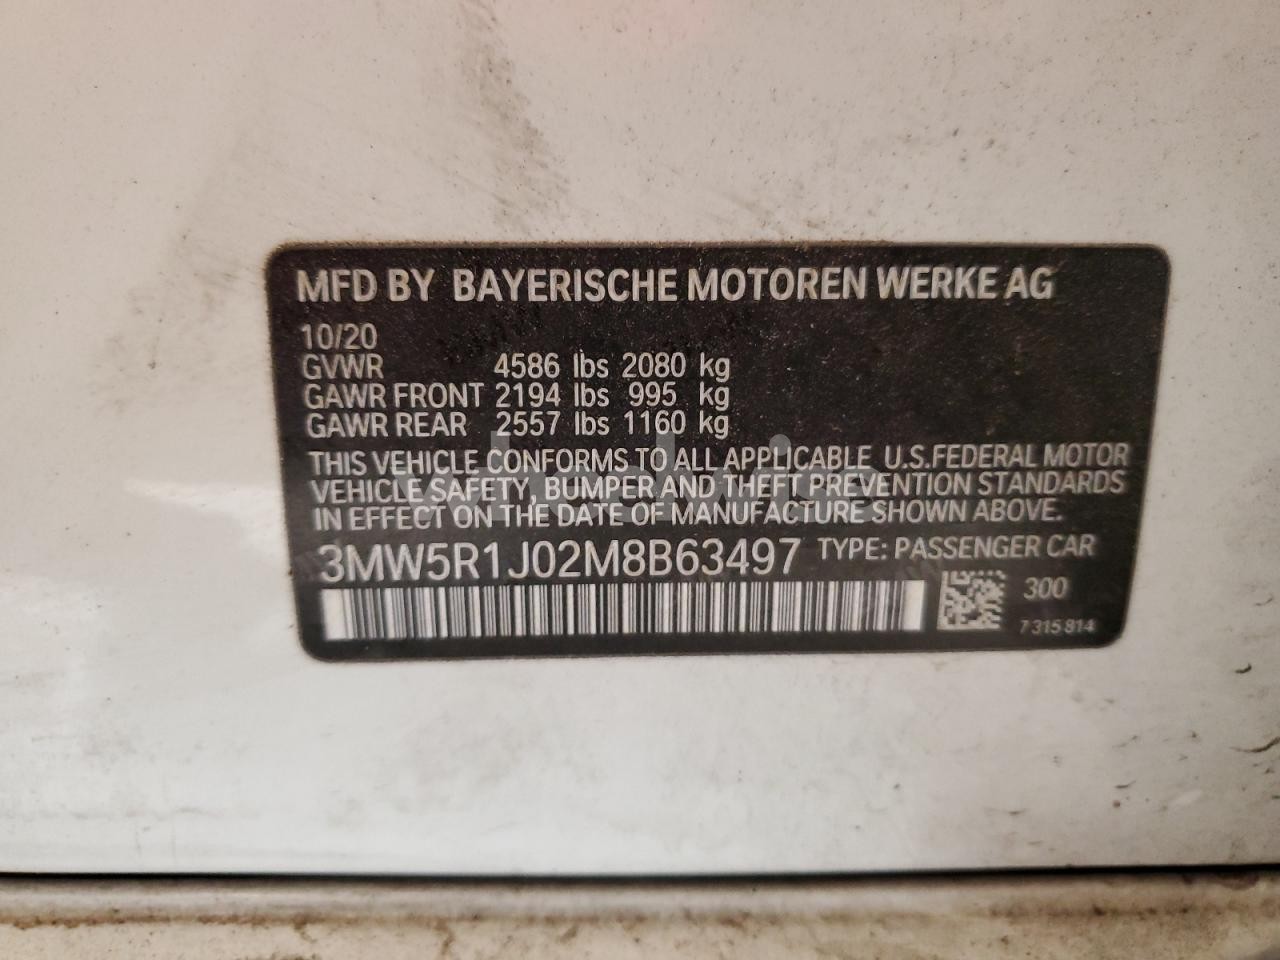 MFD BY BAYERISCHE MOTOREN WERKE AG
10/20
GVWR 4586 lbs 2080 kg
GAWR FRONT 2194 lbs 995 kg
GAWR REAR 2557 lbs 1160 kg
THIS VEHICLE CONFORMS TO ALL APPLICABLE U.S.FEDERAL MOTOR
VEHICLE SAFETY, BUMPER AND THEFT PREVENTION STANDARDS
IN EFFECT ON THE DATE OF MANUFACTURE SHOWN ABOVE.
3MW5R1J02M8B63497 TYPE: PASSENGER CAR
300
7 315 814